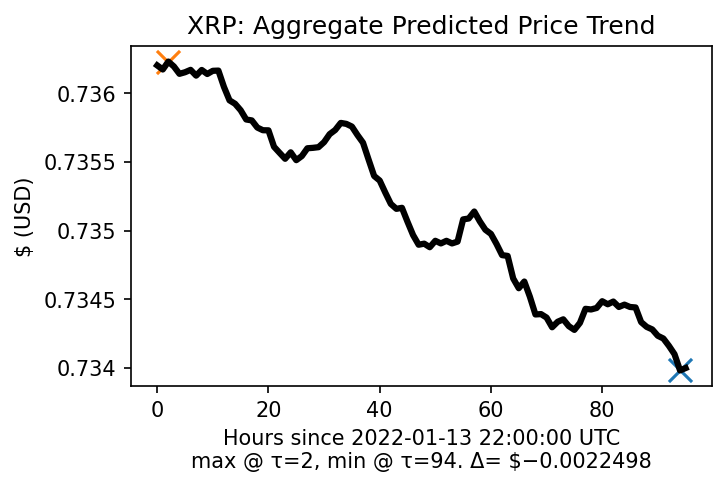 XRP: Aggregate Predicted Price Trend
0.736
0.7355
0.735
0.7345
0.734
$ (USD)
0 20 40 60 80
Hours since 2022-01-13 22:00:00 UTC
max @ τ=2, min @ τ=94. Δ= $−0.0022498